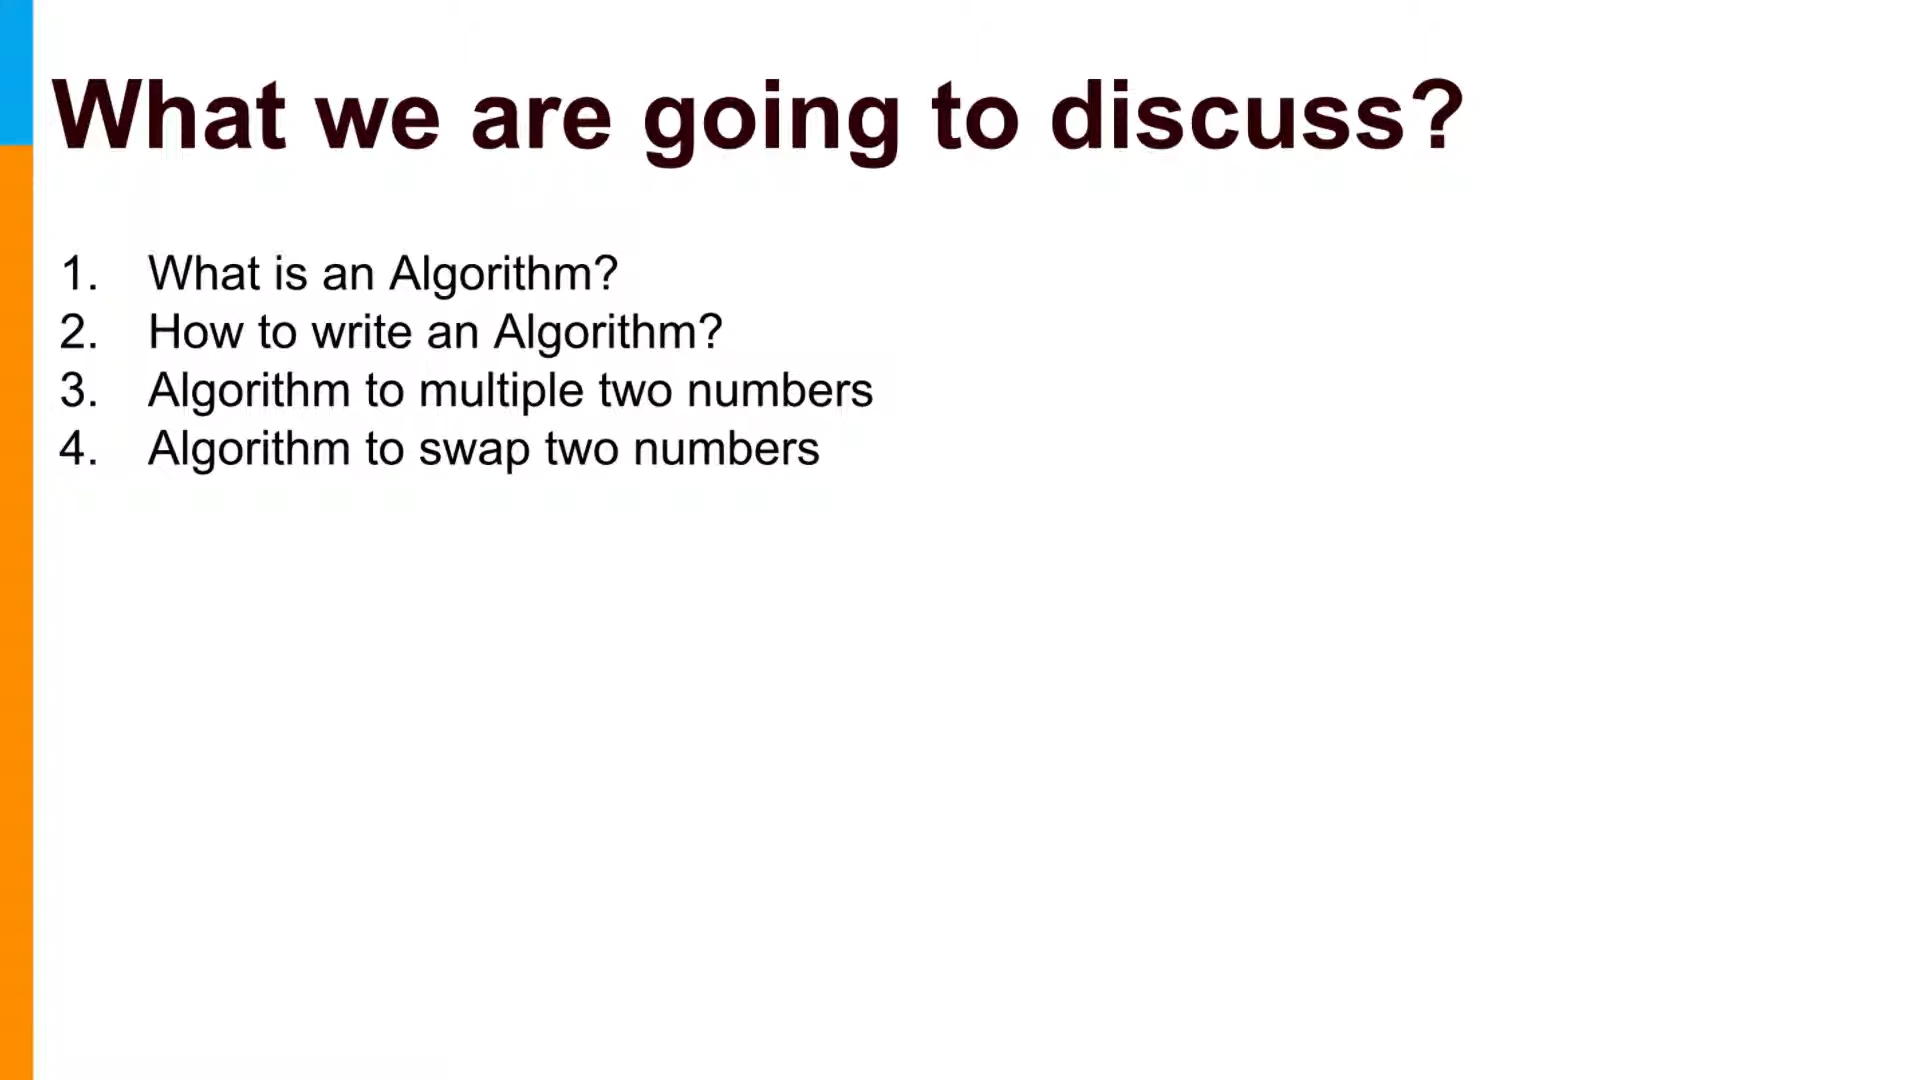 What we are going to discuss?
1. What is an Algorithm?
2. How to write an Algorithm?
3. Algorithm to multiple two numbers
4. Algorithm to swap two numbers